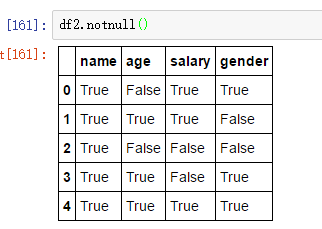 [161]: df2.notnull()
t[161]:
name age salary gender
0 True False True True
1 True True True False
2 True False False False
3 True True False True
4 True True True True